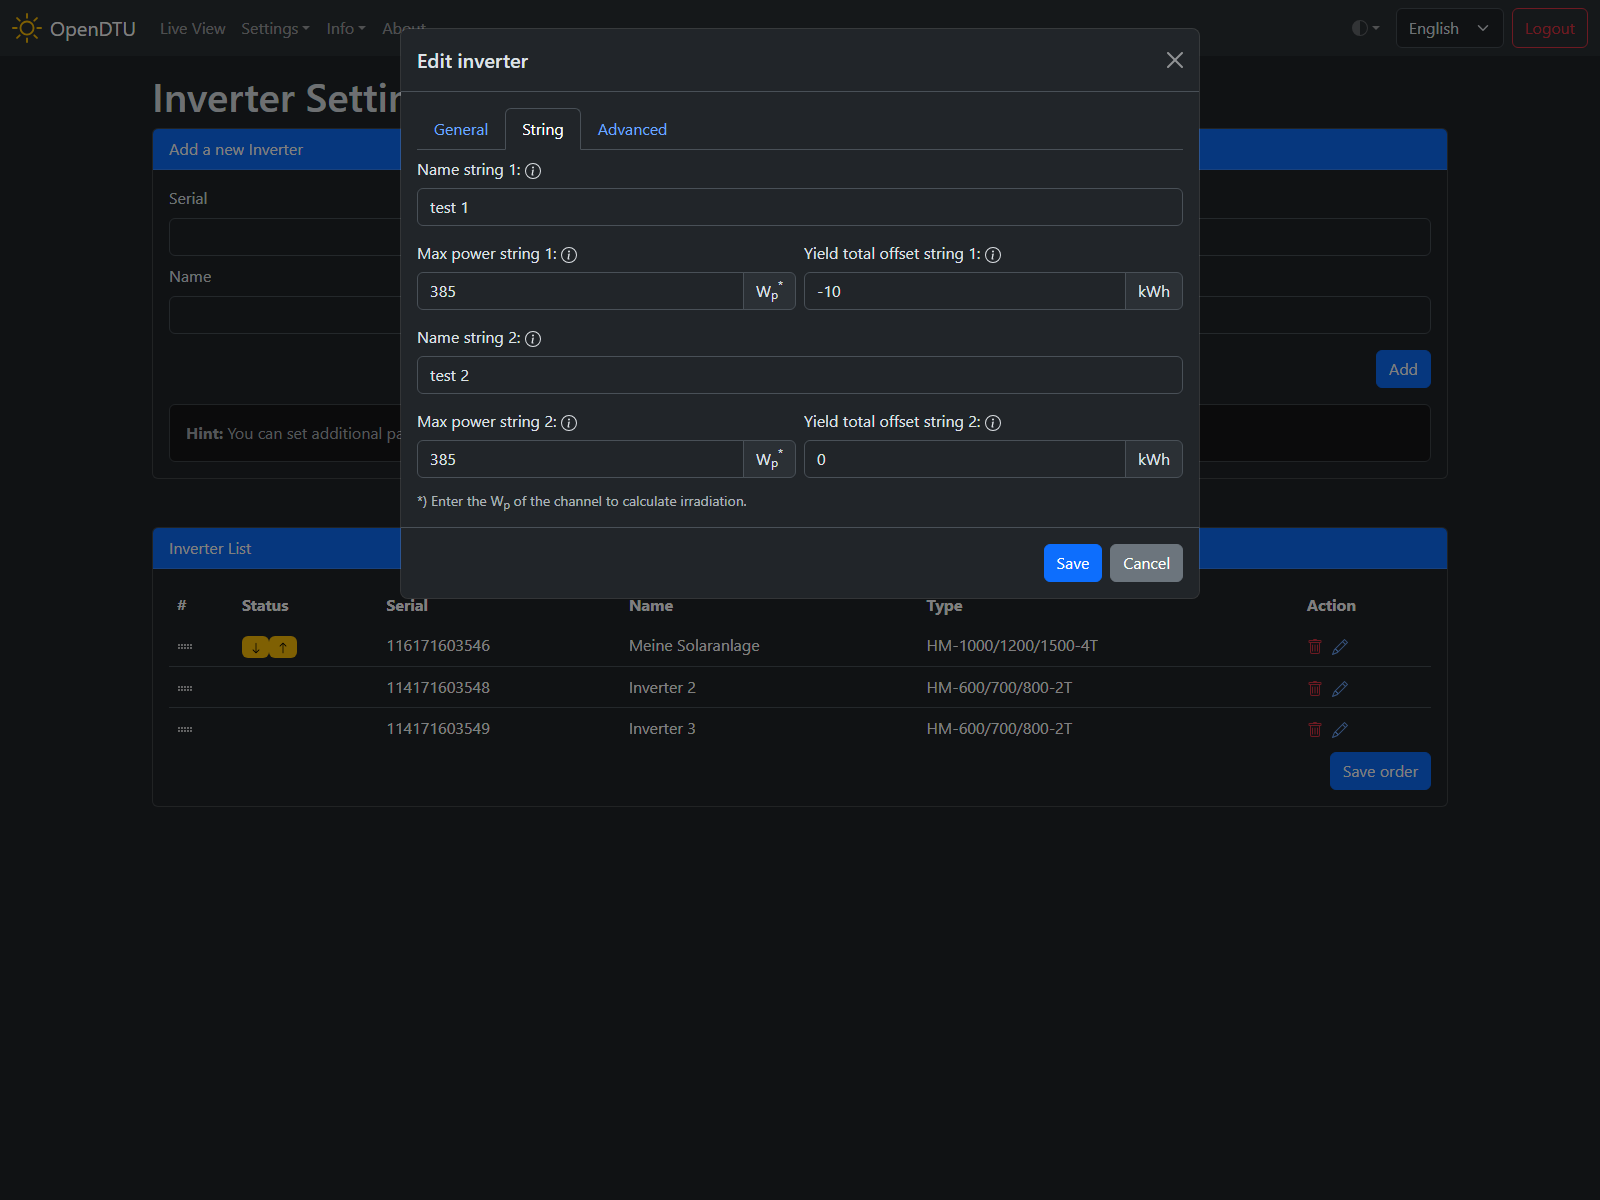 OpenDTU Live View Settings Info About English Logout
Edit inverter
Inverter Settin
General String Advanced
Add a new Inverter
Name string 1:
Serial
test 1
Max power string 1: Yield total offset string 1:
385 Wp* -10 kWh
Name
Name string 2:
test 2
Add
Max power string 2: Yield total offset string 2:
Hint: You can set additional pa
385 Wp* 0 kWh
*) Enter the Wp of the channel to calculate irradiation.
Inverter List
Save Cancel
# Status Serial Name Type Action
116171603546 Meine Solaranlage HM-1000/1200/1500-4T
114171603548 Inverter 2 HM-600/700/800-2T
114171603549 Inverter 3 HM-600/700/800-2T
Save order